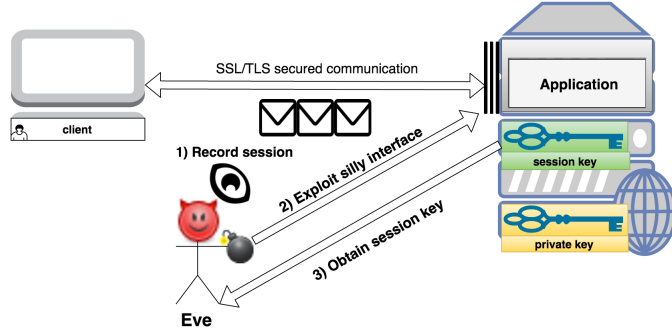 SSL/TLS secured communication
Application
client
1) Record session
2) Exploit silly interface
session key
3) Obtain session key
private key
Eve